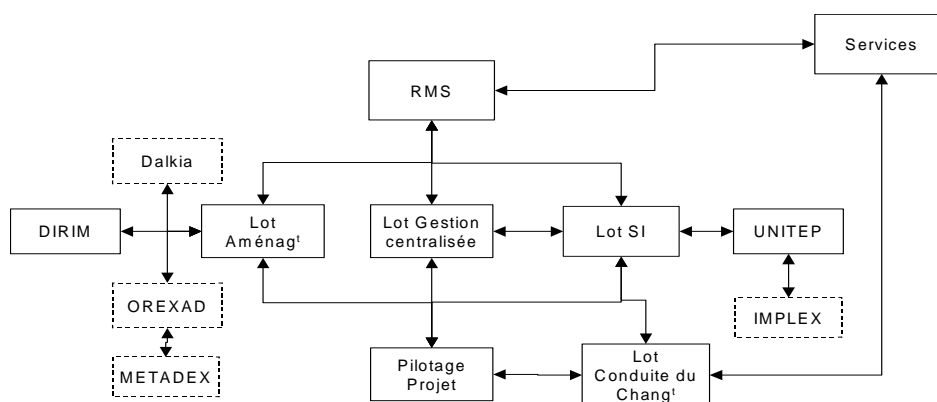 Services
RMS
Dalkia
DIRIM
Lot
Aménagᵗ
Lot Gestion
centralisée
Lot SI
UNITEP
OREXAD
IMPLEX
METADEX
Pilotage
Projet
Lot
Conduite du
Changᵗ